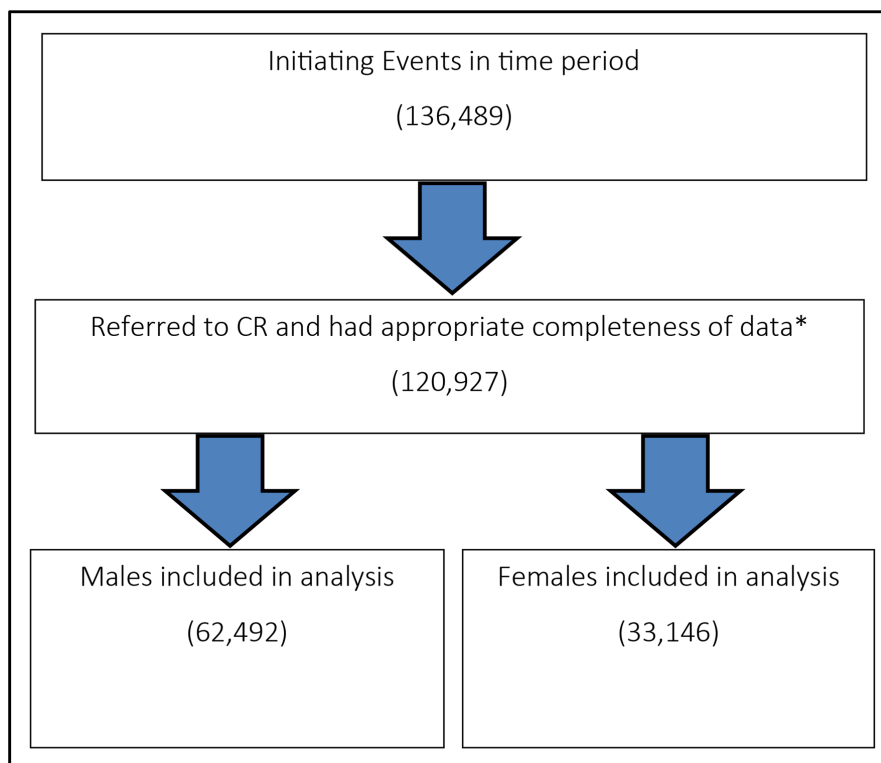 Initiating Events in time period
(136,489)
Referred to CR and had appropriate completeness of data*
(120,927)
Males included in analysis
(62,492)
Females included in analysis
(33,146)